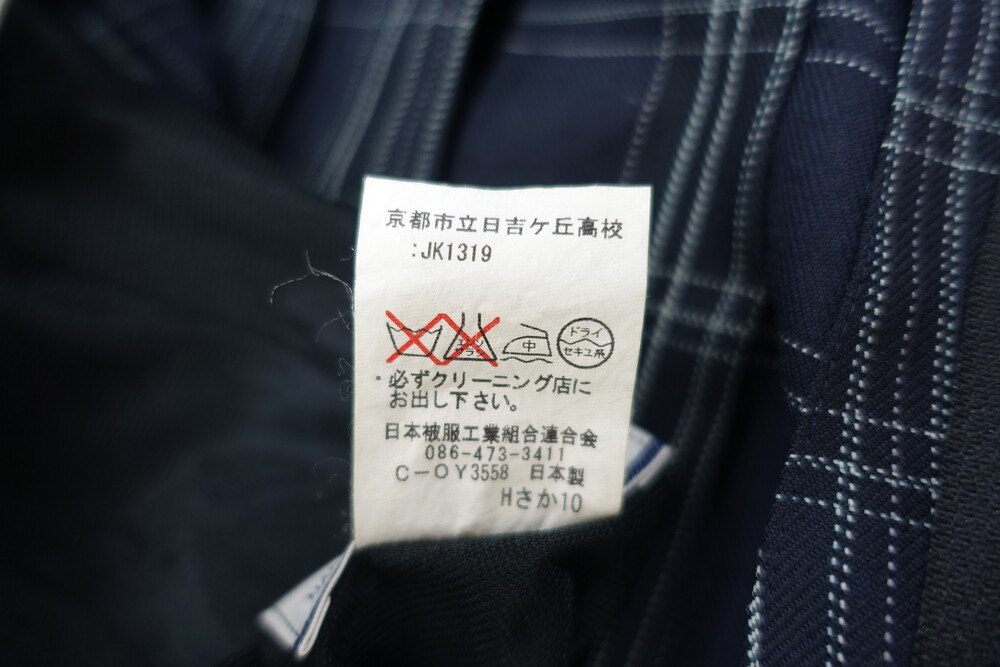 京都市立日吉ケ丘高校
:JK1319
中
ドライ
セキユ系
・必ずクリーニング店に
お出し下さい。
日本被服工業組合連合会
086-473-3411
C-OY3558 日本製
Hさか10